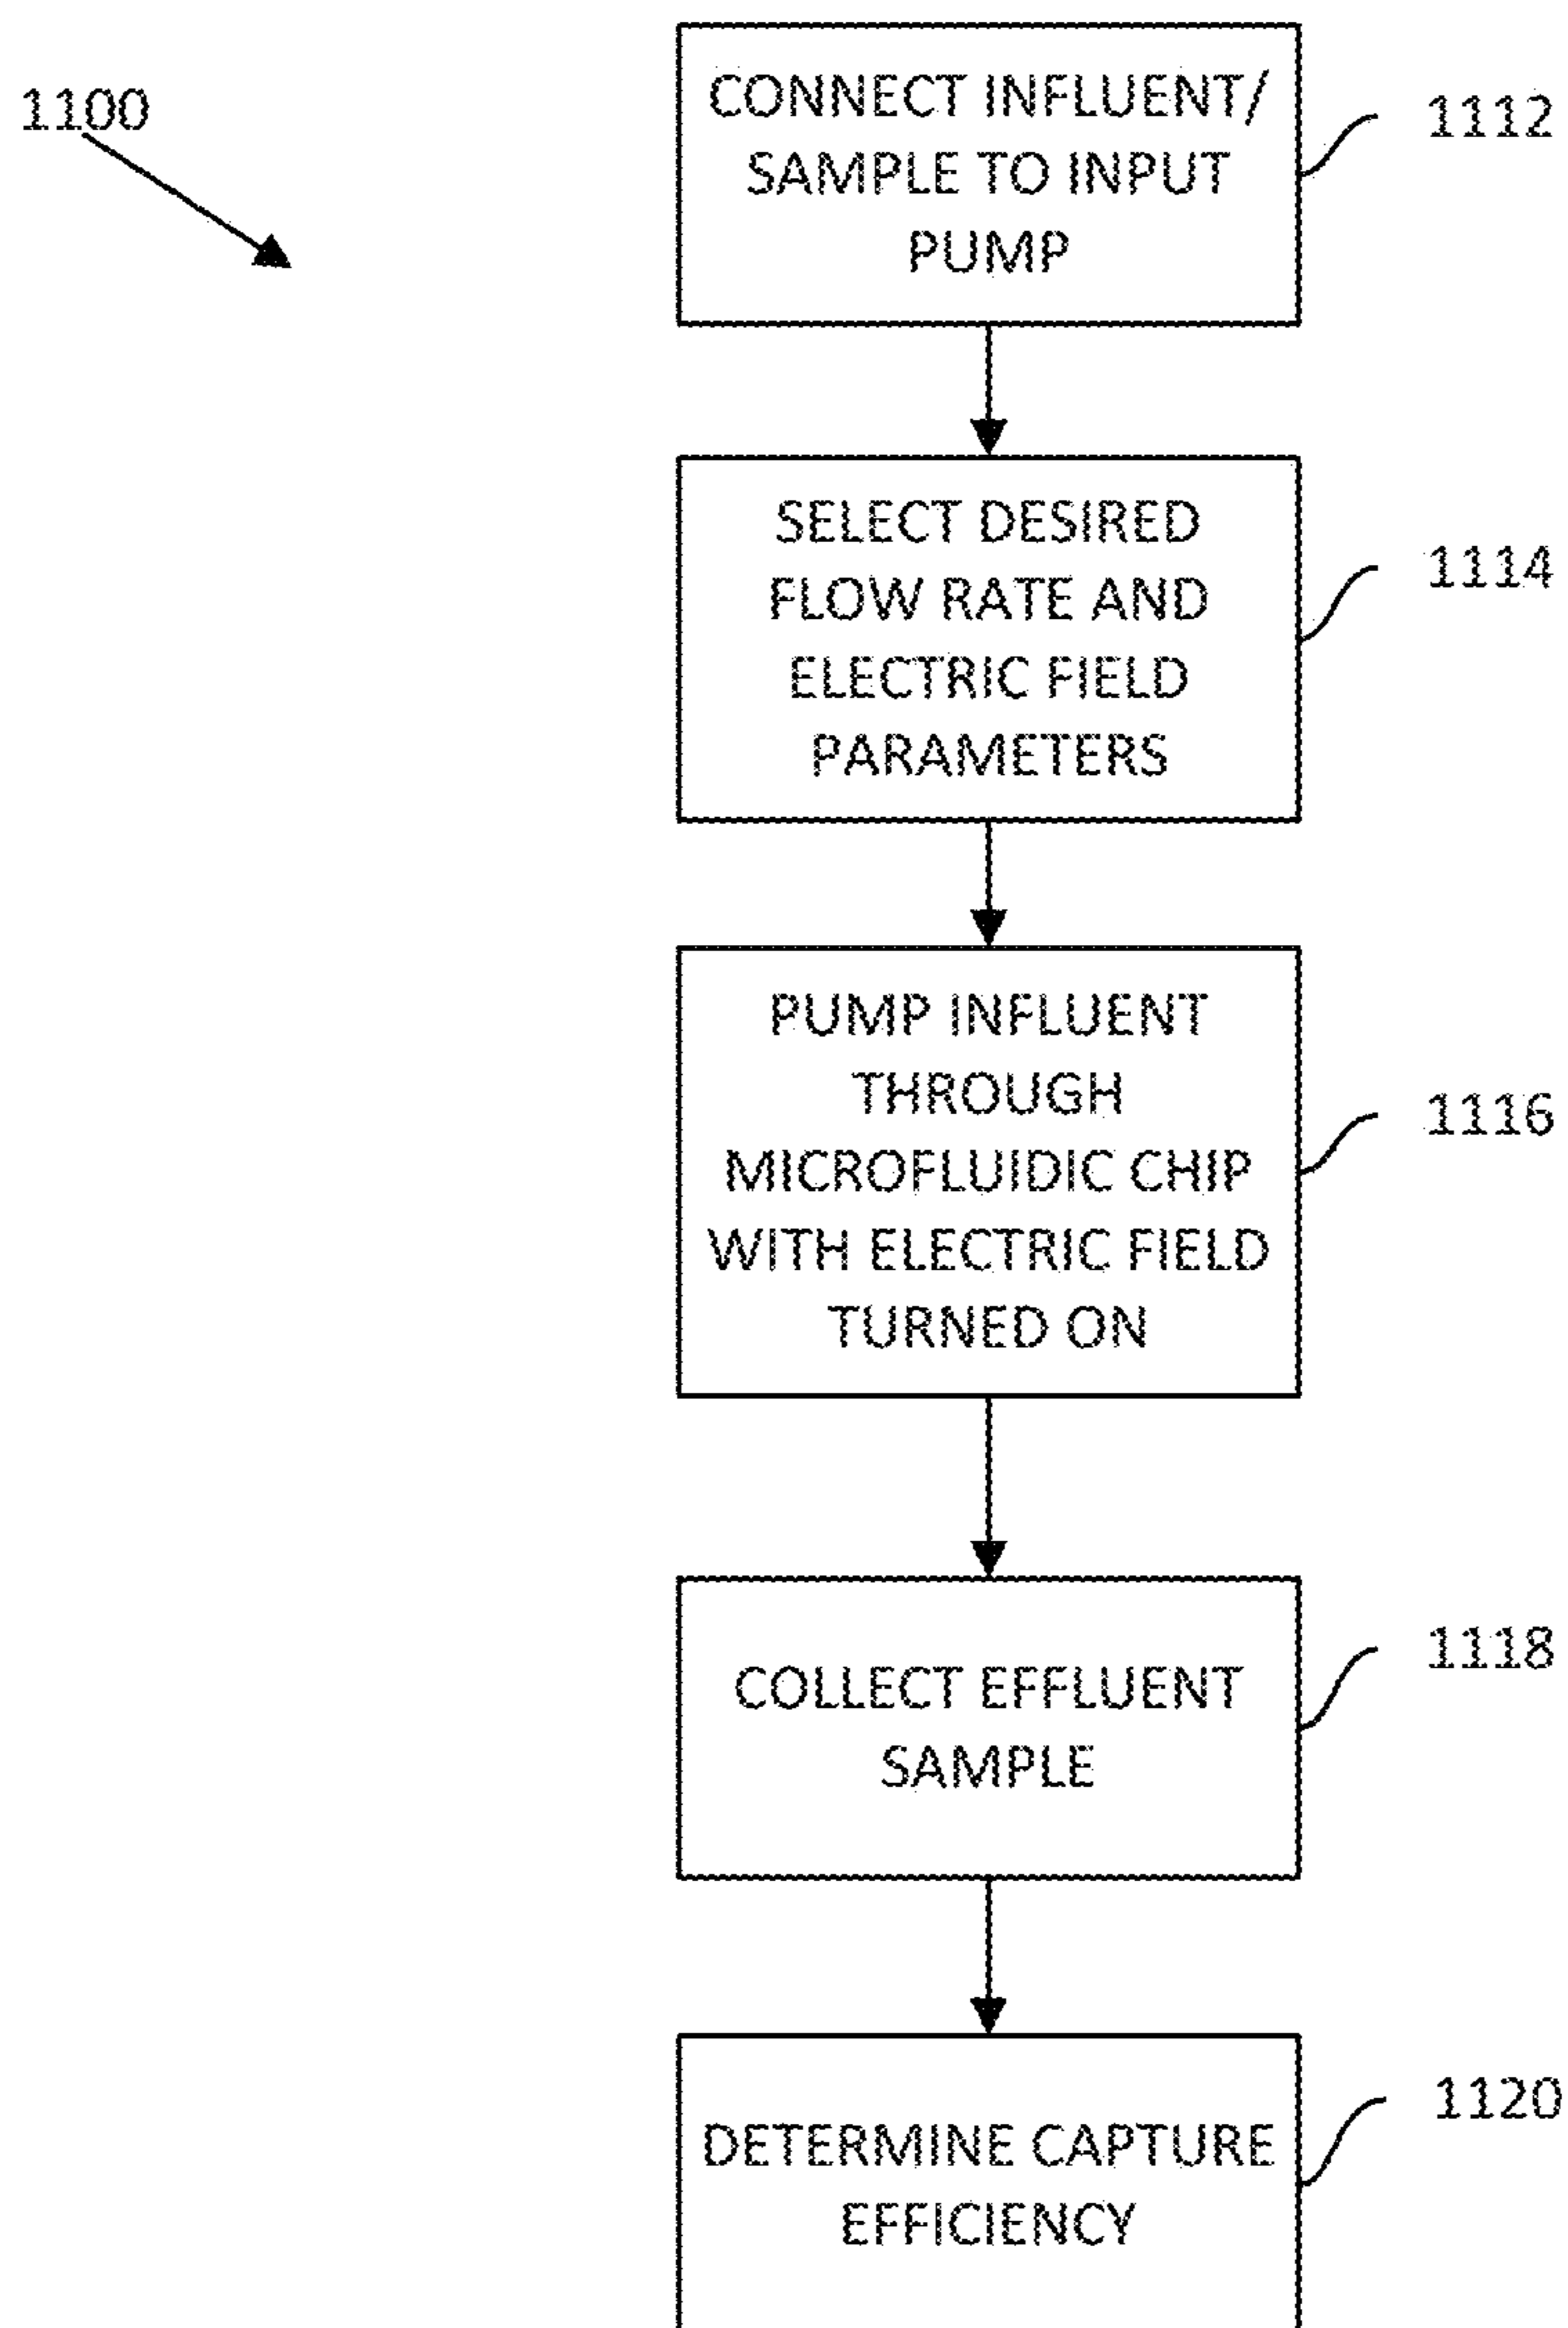 1100
CONNECT INFLUENT/
SAMPLE TO INPUT
PUMP
1112
SELECT DESIRED
FLOW RATE AND
ELECTRIC FIELD
PARAMETERS
1114
PUMP INFLUENT
THROUGH
MICROFLUIDIC CHIP
WITH ELECTRIC FIELD
TURNED ON
1116
COLLECT EFFLUENT
SAMPLE
1118
DETERMINE CAPTURE
EFFICIENCY
1120